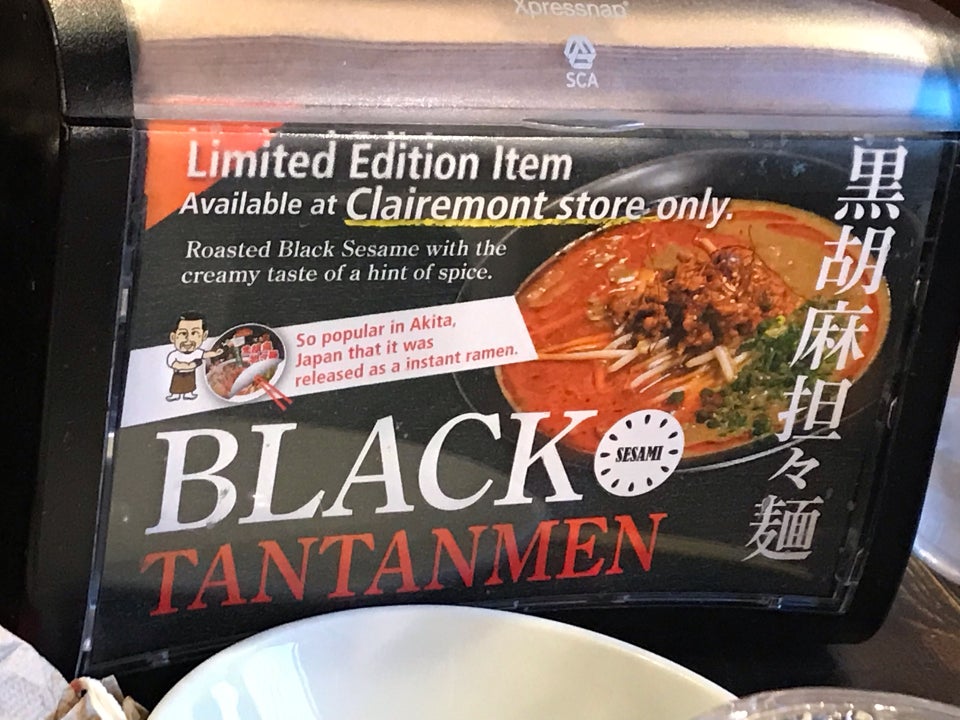 Xpressnap®
SCA
Limited Edition Item
Available at Clairemont store only.
Roasted Black Sesame with the
creamy taste of a hint of spice.
So popular in Akita,
Japan that it was
released as a instant ramen.
BLACK
SESAMI
TANTANMEN
黒胡麻担々麺